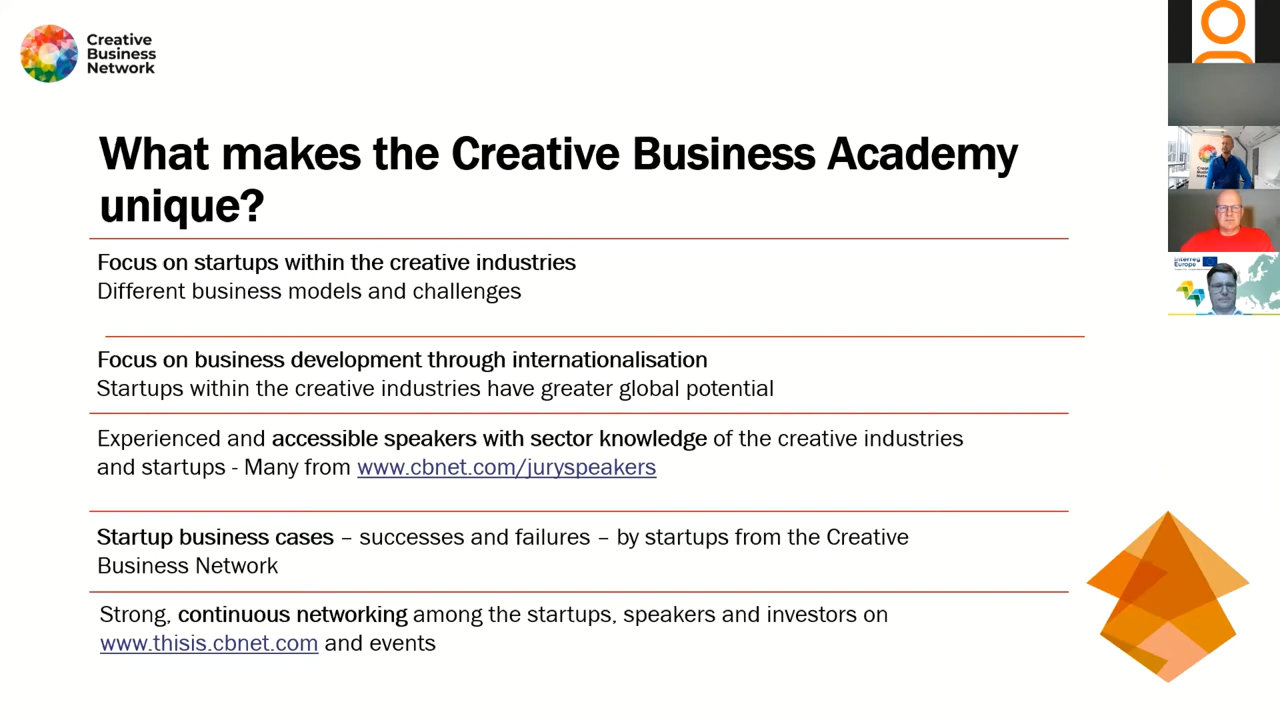 Creative
Business
Network
What makes the Creative Business Academy
unique?
Focus on startups within the creative industries
Different business models and challenges
Focus on business development through internationalisation
Startups within the creative industries have greater global potential
Experienced and accessible speakers with sector knowledge of the creative industries
and startups - Many from www.cbnet.com/juryspeakers
Startup business cases – successes and failures – by startups from the Creative
Business Network
Strong, continuous networking among the startups, speakers and investors on
www.thisis.cbnet.com and events
Interreg
Europe